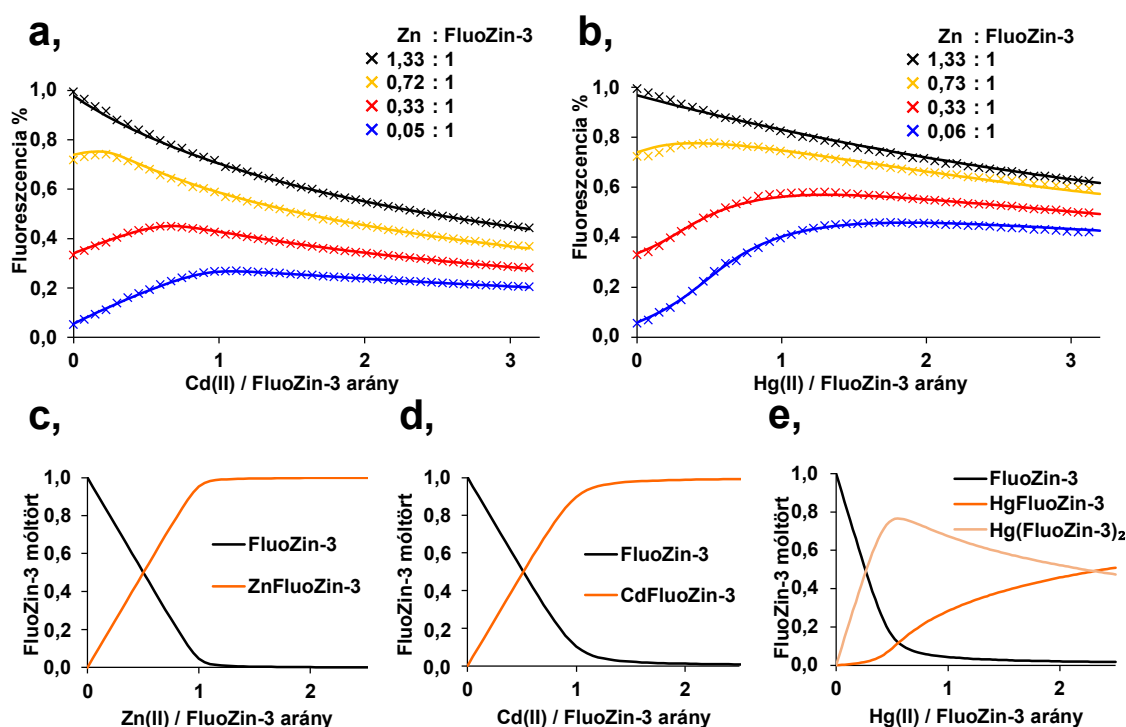 a,
Zn : FluoZin-3
1,33 : 1
0,72 : 1
0,33 : 1
0,05 : 1
Fluoreszcencia %
1,0
0,8
0,6
0,4
0,2
0,0
0 1 2 3
Cd(II) / FluoZin-3 arány
b,
Zn : FluoZin-3
1,33 : 1
0,73 : 1
0,33 : 1
0,06 : 1
Fluoreszcencia %
1,0
0,8
0,6
0,4
0,2
0,0
0 1 2 3
Hg(II) / FluoZin-3 arány
c,
FluoZin-3 móltört
1,0
0,8
0,6
0,4
0,2
0,0
FluoZin-3
ZnFluoZin-3
0 1 2
Zn(II) / FluoZin-3 arány
d,
FluoZin-3 móltört
1,0
0,8
0,6
0,4
0,2
0,0
FluoZin-3
CdFluoZin-3
0 1 2
Cd(II) / FluoZin-3 arány
e,
FluoZin-3 móltört
1,0
0,8
0,6
0,4
0,2
0,0
FluoZin-3
HgFluoZin-3
Hg(FluoZin-3)₂
0 1 2
Hg(II) / FluoZin-3 arány